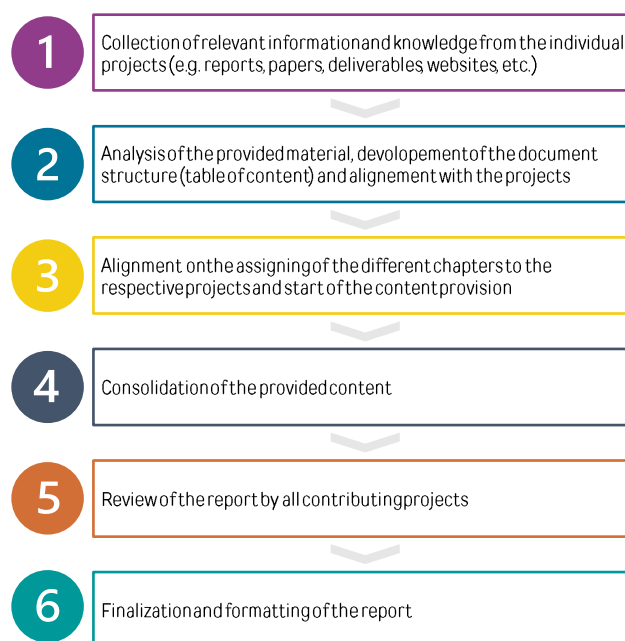 1
Collection of relevant information and knowledge from the individual
projects (e.g. reports, papers, deliverables, websites, etc.)
2
Analysis of the provided material, devolopement of the document
structure (table of content) and alignement with the projects
3
Alignment on the assigning of the different chapters to the
respective projects and start of the content provision
4
Consolidation of the provided content
5
Review of the report by all contributing projects
6
Finalization and formatting of the report